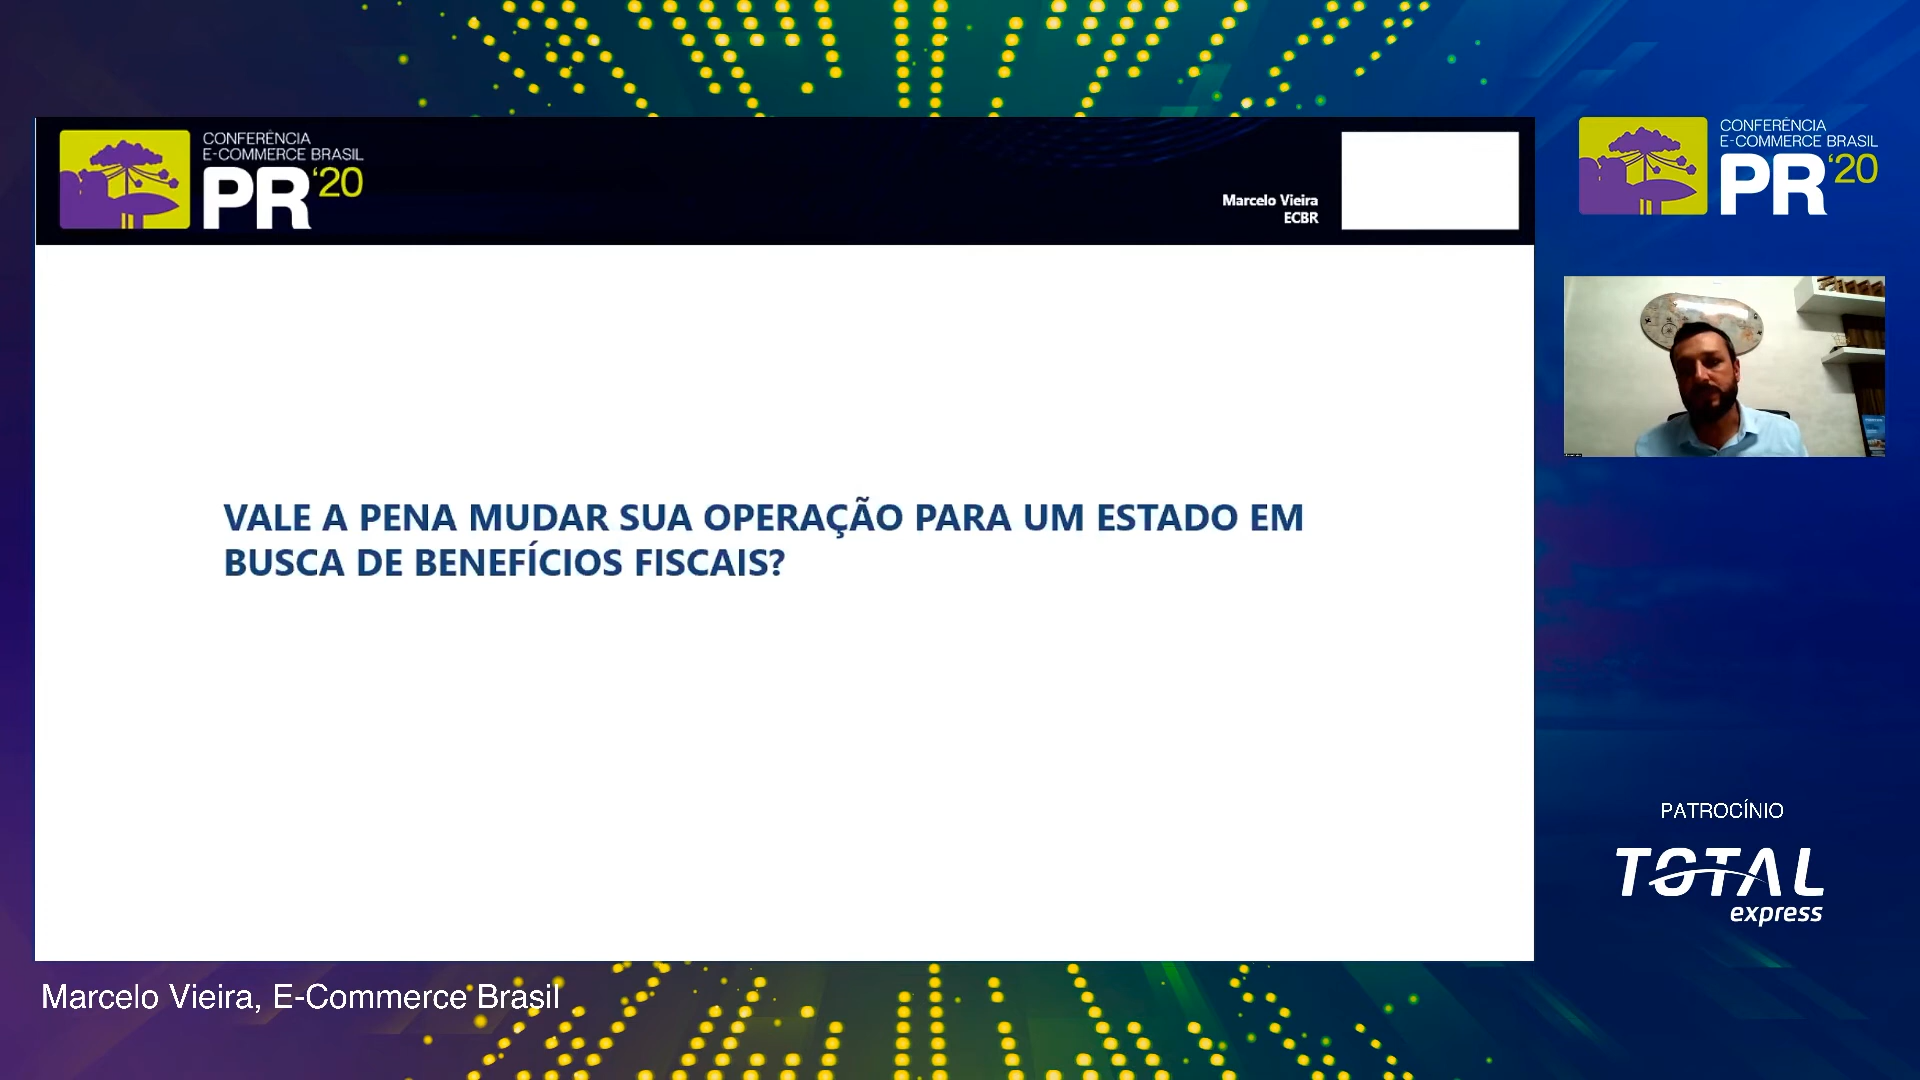 CONFERÊNCIA
E-COMMERCE BRASIL
PR'20
Marcelo Vieira
ECBR
VALE A PENA MUDAR SUA OPERAÇÃO PARA UM ESTADO EM
BUSCA DE BENEFÍCIOS FISCAIS?
CONFERÊNCIA
E-COMMERCE BRASIL
PR'20
PATROCÍNIO
TOTAL
express
Marcelo Vieira, E-Commerce Brasil